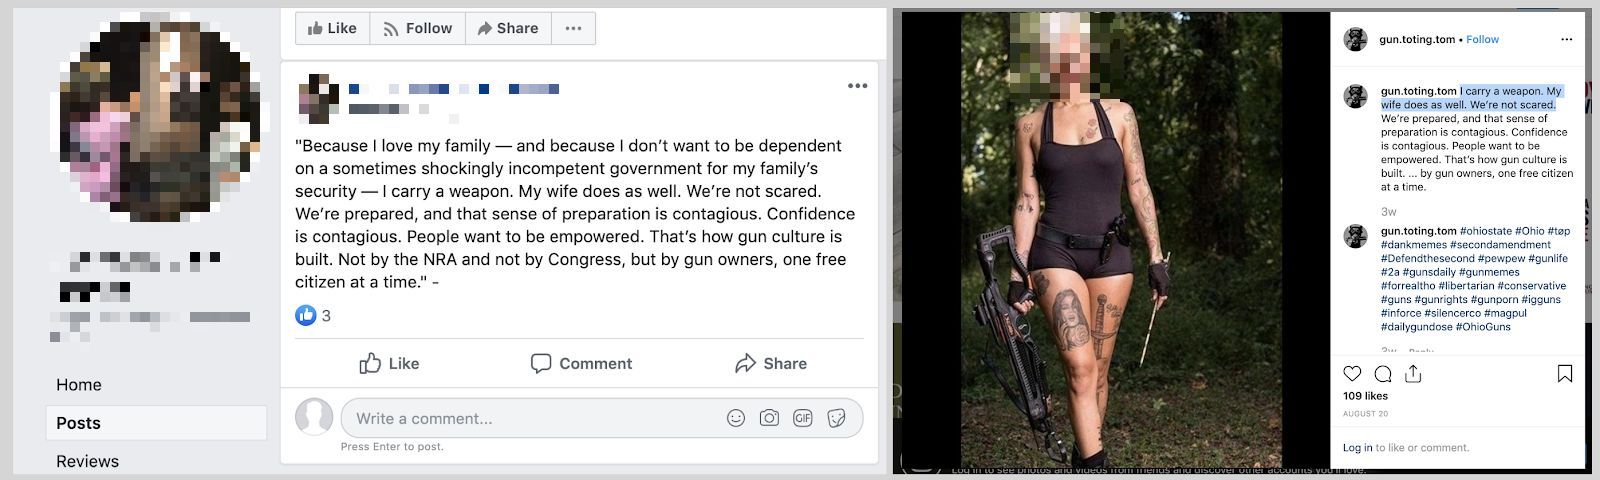 Like Follow Share ...
"Because I love my family — and because I don't want to be dependent
on a sometimes shockingly incompetent government for my family's
security — I carry a weapon. My wife does as well. We're not scared.
We're prepared, and that sense of preparation is contagious. Confidence
is contagious. People want to be empowered. That's how gun culture is
built. Not by the NRA and not by Congress, but by gun owners, one free
citizen at a time." -
3
Like Comment Share
Write a comment... GIF
Press Enter to post.
Home
Posts
Reviews
gun.toting.tom • Follow
gun.toting.tom I carry a weapon. My
wife does as well. We're not scared.
We're prepared, and that sense of
preparation is contagious. Confidence
is contagious. People want to be
empowered. That's how gun culture is
built. ... by gun owners, one free citizen
at a time.
3w
gun.toting.tom #ohiostate #Ohio #tøp
#dankmemes #secondamendment
#Defendthesecond #pewpew #gunlife
#2a #gunsdaily #gunmemes
#forrealtho #libertarian #conservative
#guns #gunrights #gunporn #igguns
#inforce #silencerco #magpul
#dailygundose #OhioGuns
3w Reply
109 likes
AUGUST 20
Log in to like or comment.
Log in to see photos and videos from friends and discover other accounts you'll love.